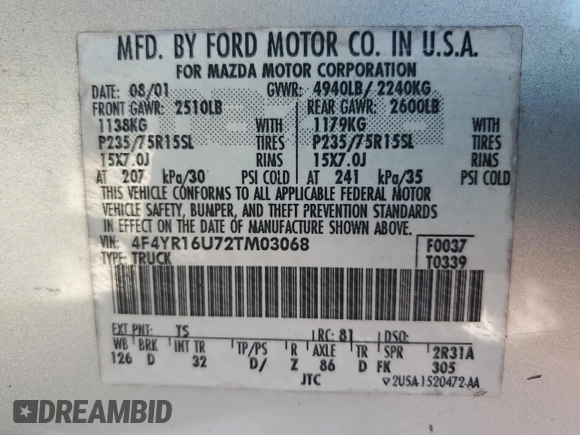 MFD. BY FORD MOTOR CO. IN U.S.A.
FOR MAZDA MOTOR CORPORATION
DATE: 08/01 GVWR: 4940LB/ 2240KG
FRONT GAWR: 2510LB REAR GAWR: 2600LB
1138KG WITH 1179KG WITH
P235/75R15SL TIRES P235/75R15SL TIRES
15X7.0J RIMS 15X7.0J RIMS
AT 207 kPa/30 PSI COLD AT 241 kPa/35 PSI COLD
THIS VEHICLE CONFORMS TO ALL APPLICABLE FEDERAL MOTOR
VEHICLE SAFETY, BUMPER, AND THEFT PREVENTION STANDARDS
IN EFFECT ON THE DATE OF MANUFACTURE SHOWN ABOVE.
VIN: 4F4YR16U72TM03068 F0037
TYPE: TRUCK T0339
EXT PNT: TS RC: 81 DSO:
WB BRK INT TR TP/PS R AXLE TR SPR 2R31A
126 D 32 D/ Z 86 D FK 305
JTC 2U5A-1520472-AA
DREAMBID